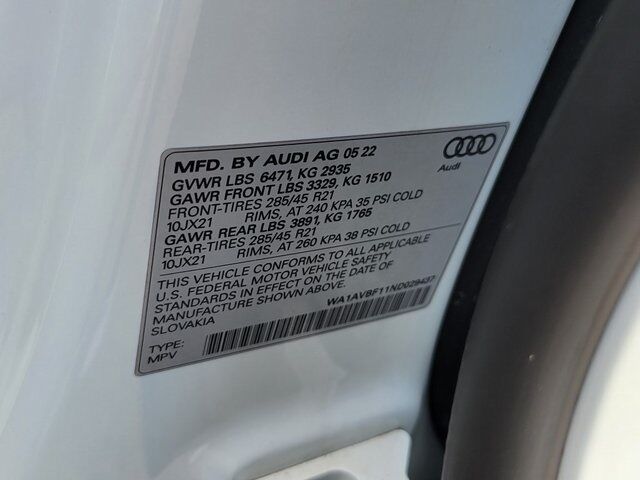 MFD. BY AUDI AG 05 22
GVWR LBS 6471, KG 2935
GAWR FRONT LBS 3329, KG 1510
FRONT-TIRES 285/45 R21
10JX21 RIMS, AT 240 KPA 35 PSI COLD
GAWR REAR LBS 3891, KG 1765
REAR-TIRES 285/45 R21
10JX21 RIMS, AT 260 KPA 38 PSI COLD
THIS VEHICLE CONFORMS TO ALL APPLICABLE
U.S. FEDERAL MOTOR VEHICLE SAFETY
STANDARDS IN EFFECT ON THE DATE OF
MANUFACTURE SHOWN ABOVE.
SLOVAKIA
WA1AVBF11ND029437
TYPE:
MPV
Audi